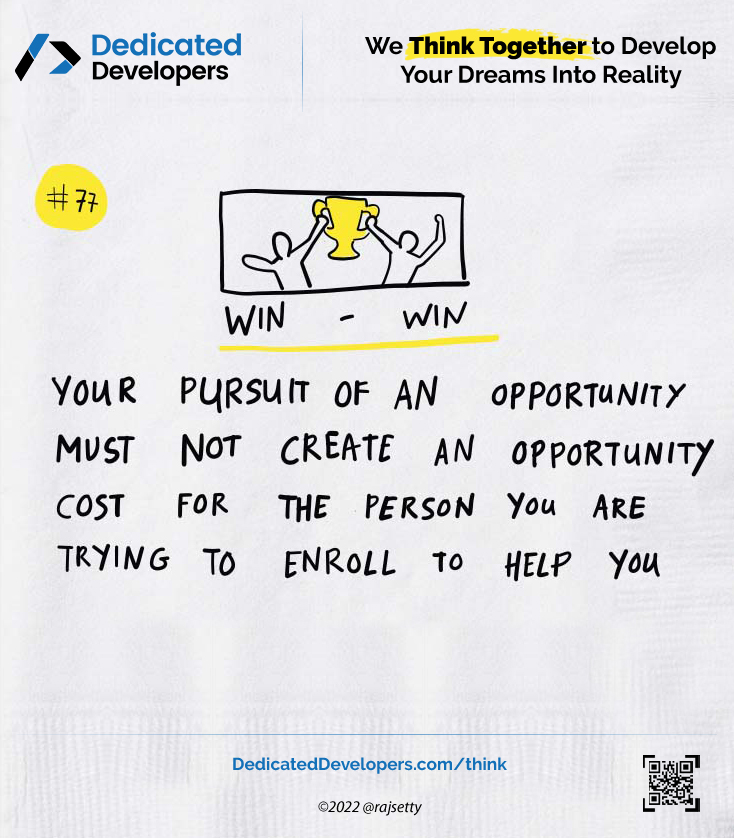 Dedicated
Developers
We Think Together to Develop
Your Dreams Into Reality
#77
WIN - WIN
YOUR PURSUIT OF AN OPPORTUNITY
MUST NOT CREATE AN OPPORTUNITY
COST FOR THE PERSON YOU ARE
TRYING TO ENROLL TO HELP YOU
DedicatedDevelopers.com/think
©2022 @rajsetty